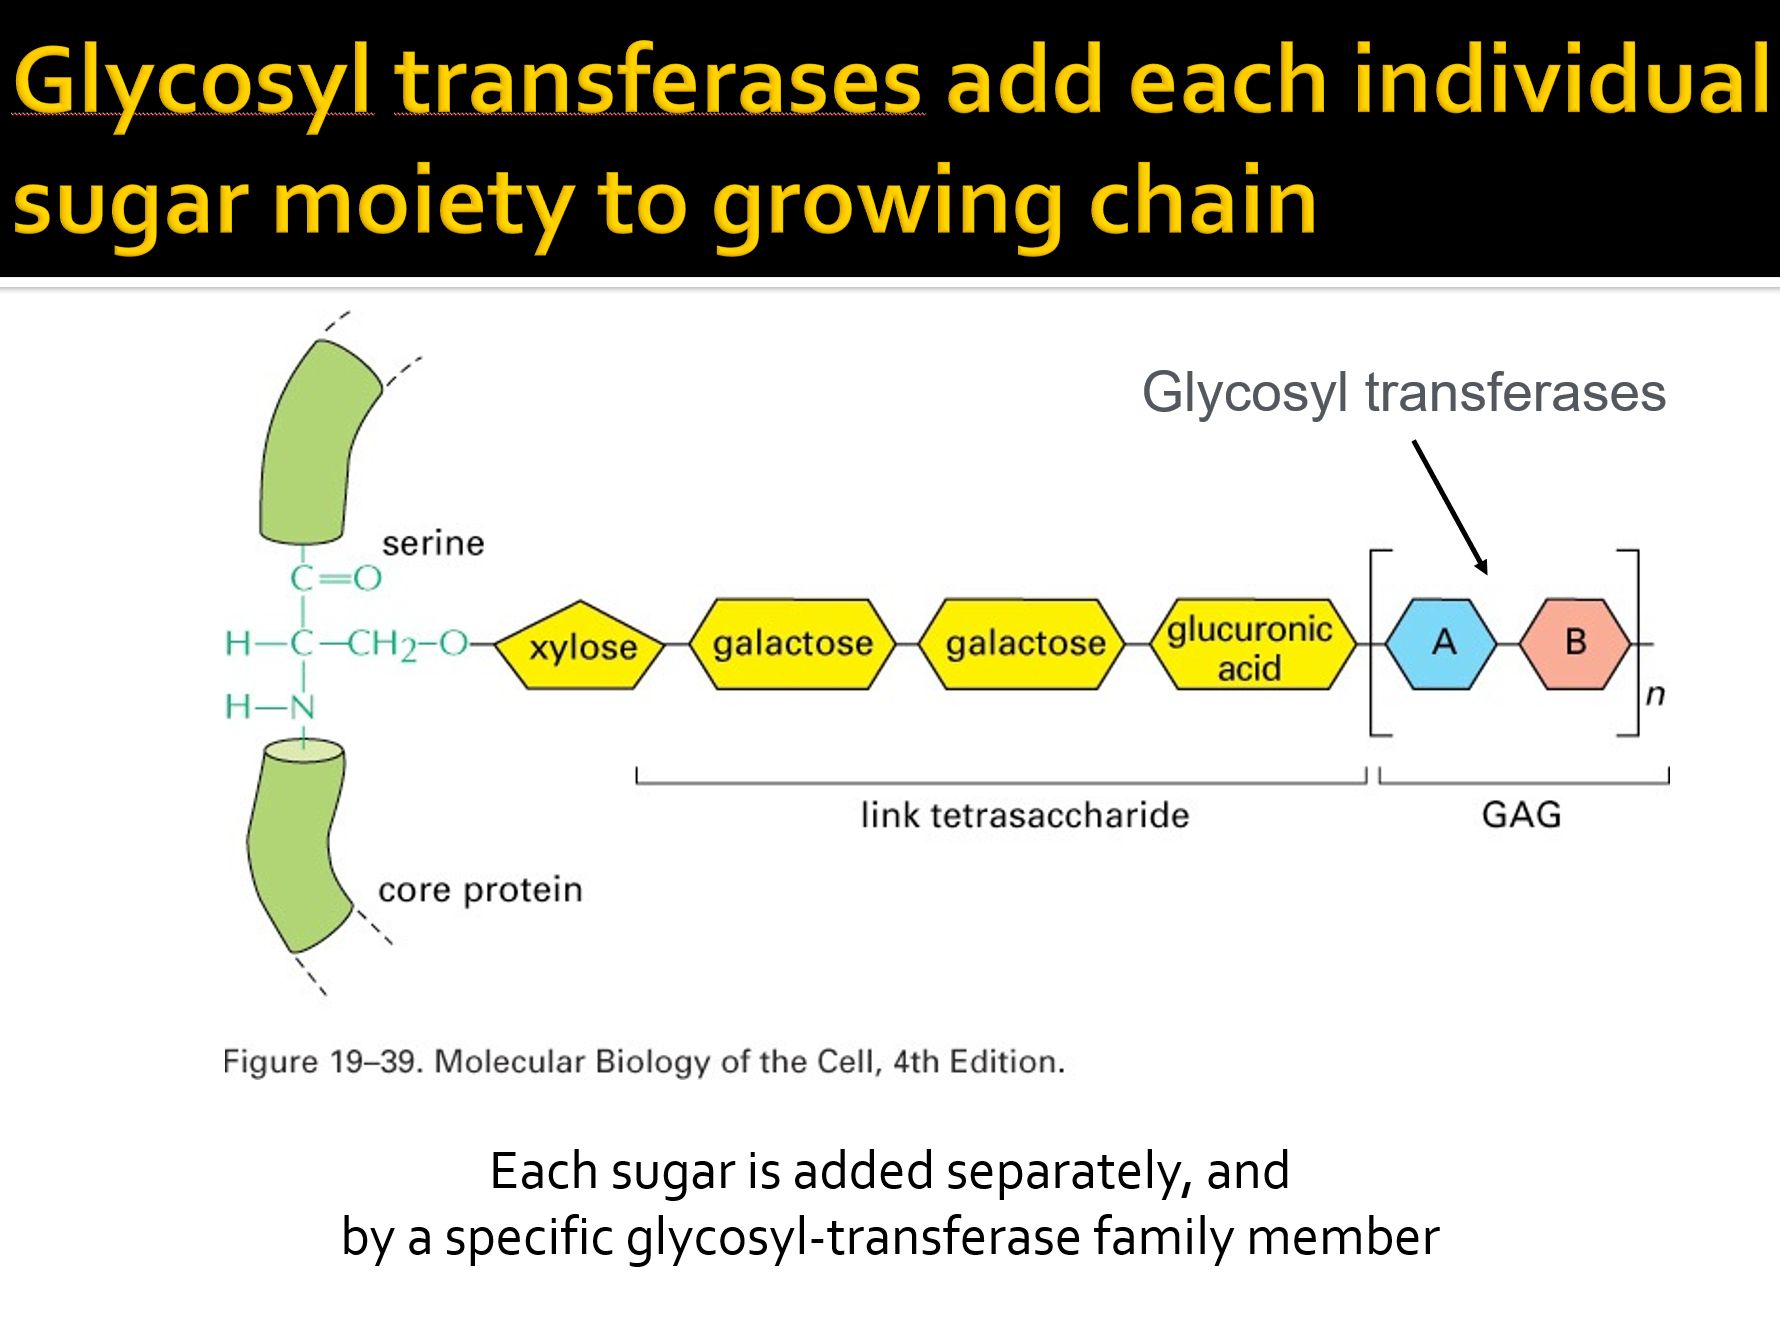 Glycosyl transferases add each individual
sugar moiety to growing chain
Glycosyl transferases
serine
C=O
H–C–CH2–O
H–N
xylose
galactose
galactose
glucuronic
acid
A
B
n
link tetrasaccharide
GAG
core protein
Figure 19–39. Molecular Biology of the Cell, 4th Edition.
Each sugar is added separately, and
by a specific glycosyl-transferase family member